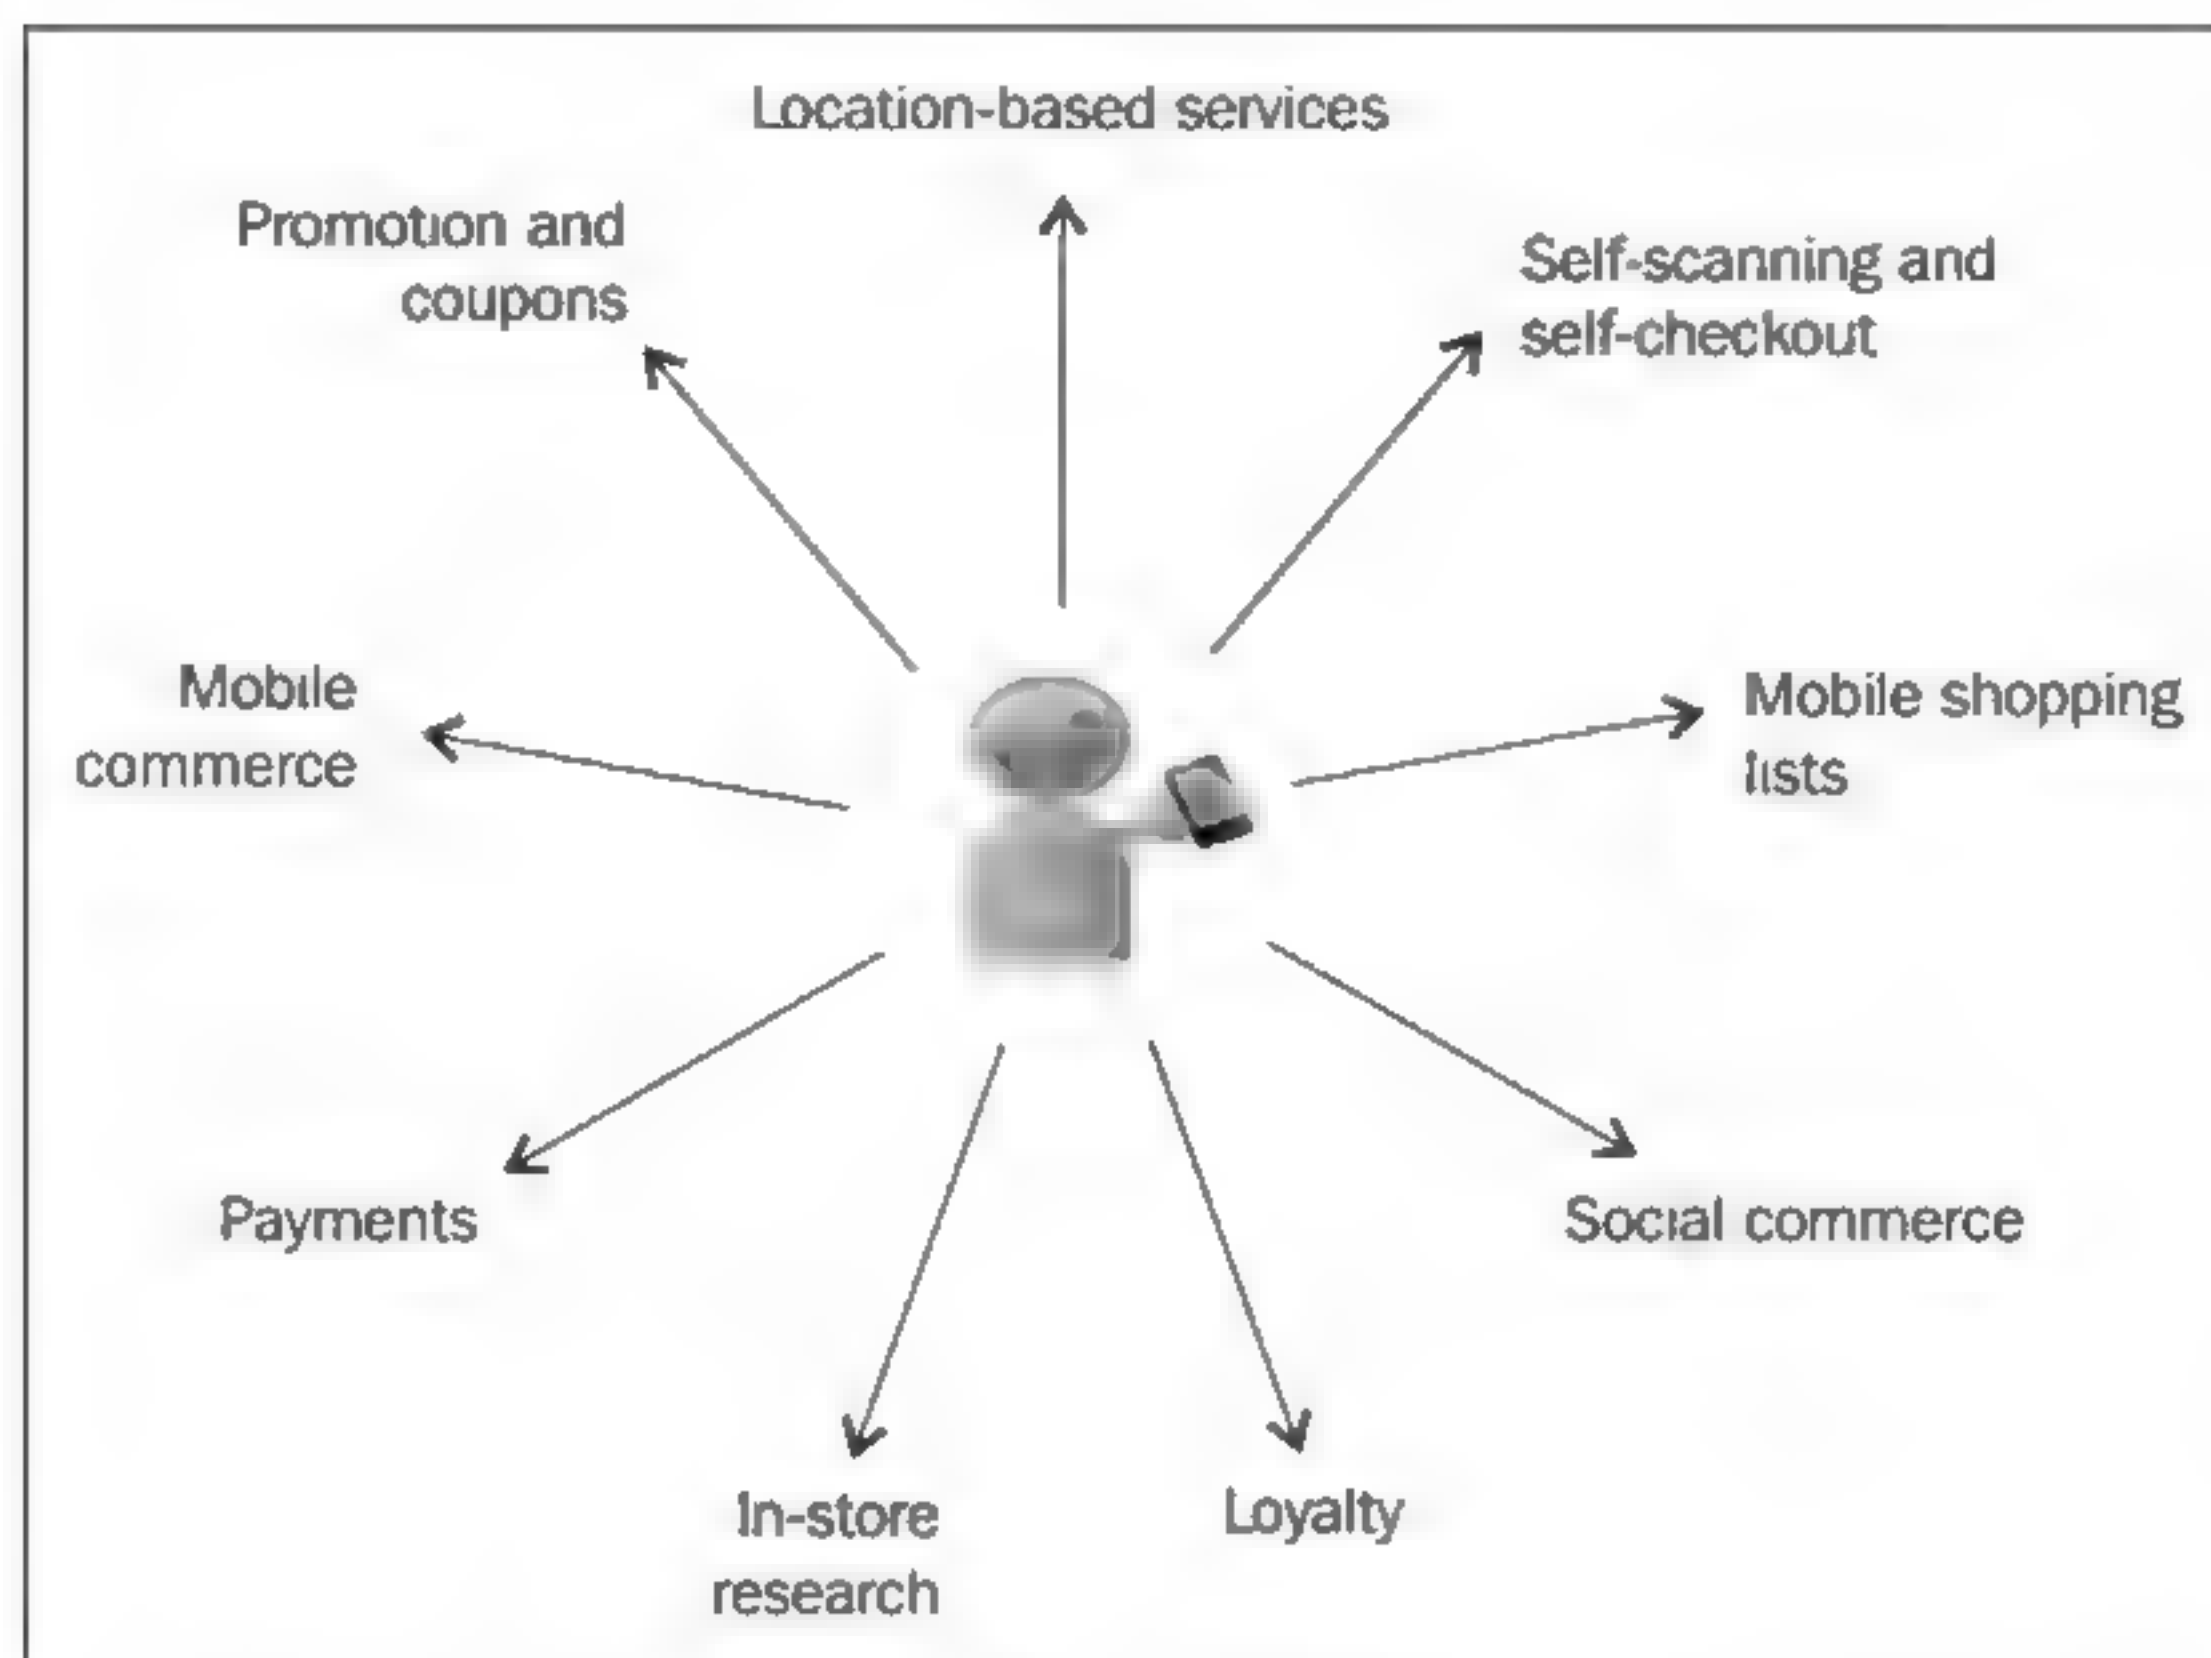 Location-based services
Promotion and
coupons
Self-scanning and
self-checkout
Mobile
commerce
Mobile shopping
lists
Payments
Social commerce
In-store
research
Loyalty